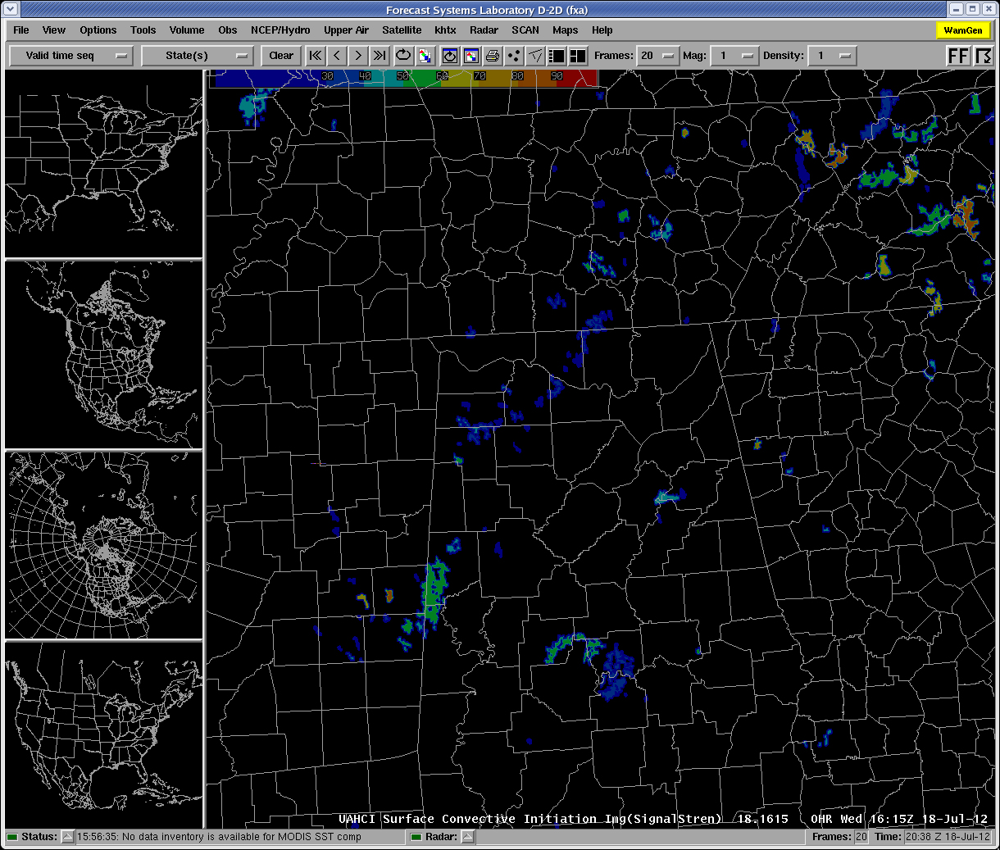 Forecast Systems Laboratory D-2D (fxa)
File View Options Tools Volume Obs NCEP/Hydro Upper Air Satellite khtx Radar SCAN Maps Help WarnGen
Valid time seq State(s) Clear Frames: 20 Mag: 1 Density: 1 FF
30 40 50 60 70 80 90
UAHCI Surface Convective Initiation Img(SignalStren) 18.1615 0HR Wed 16:15Z 18-Jul-12
Status: 15:56:35: No data inventory is available for MODIS SST comp Radar: Frames: 20 Time: 20:38 Z 18-Jul-12